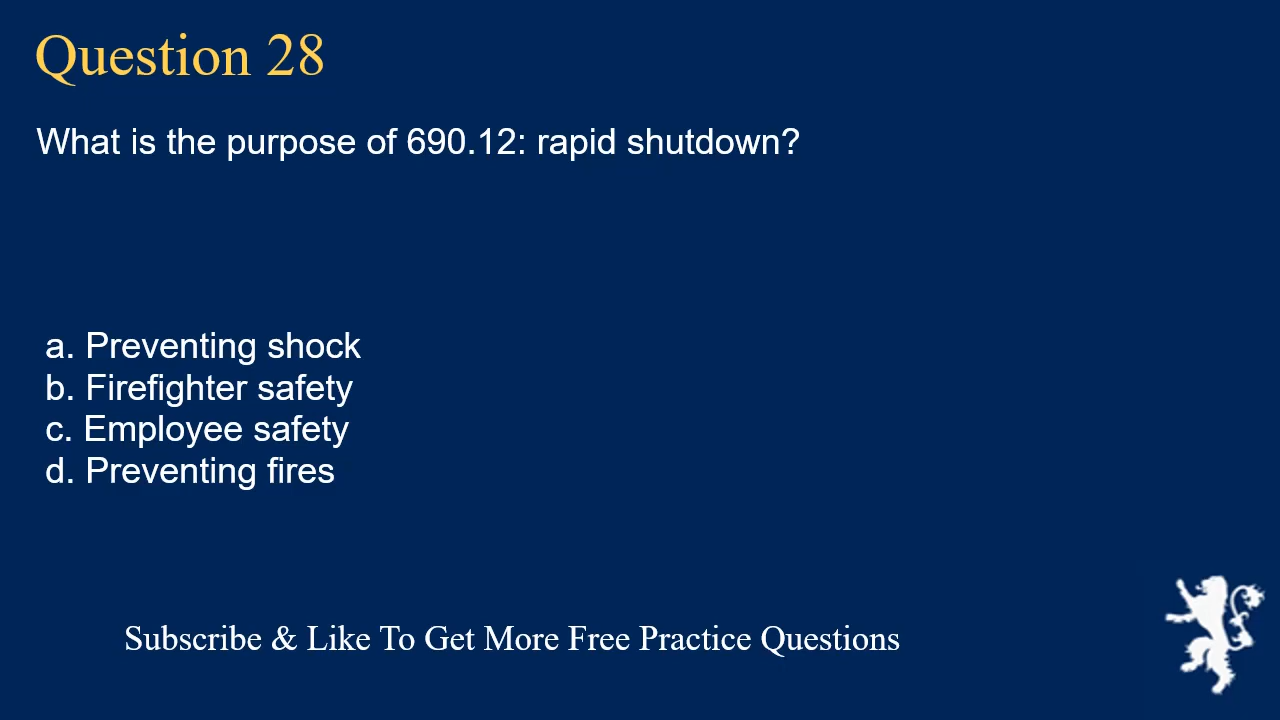 Question 28
What is the purpose of 690.12: rapid shutdown?
a. Preventing shock
b. Firefighter safety
c. Employee safety
d. Preventing fires
Subscribe & Like To Get More Free Practice Questions